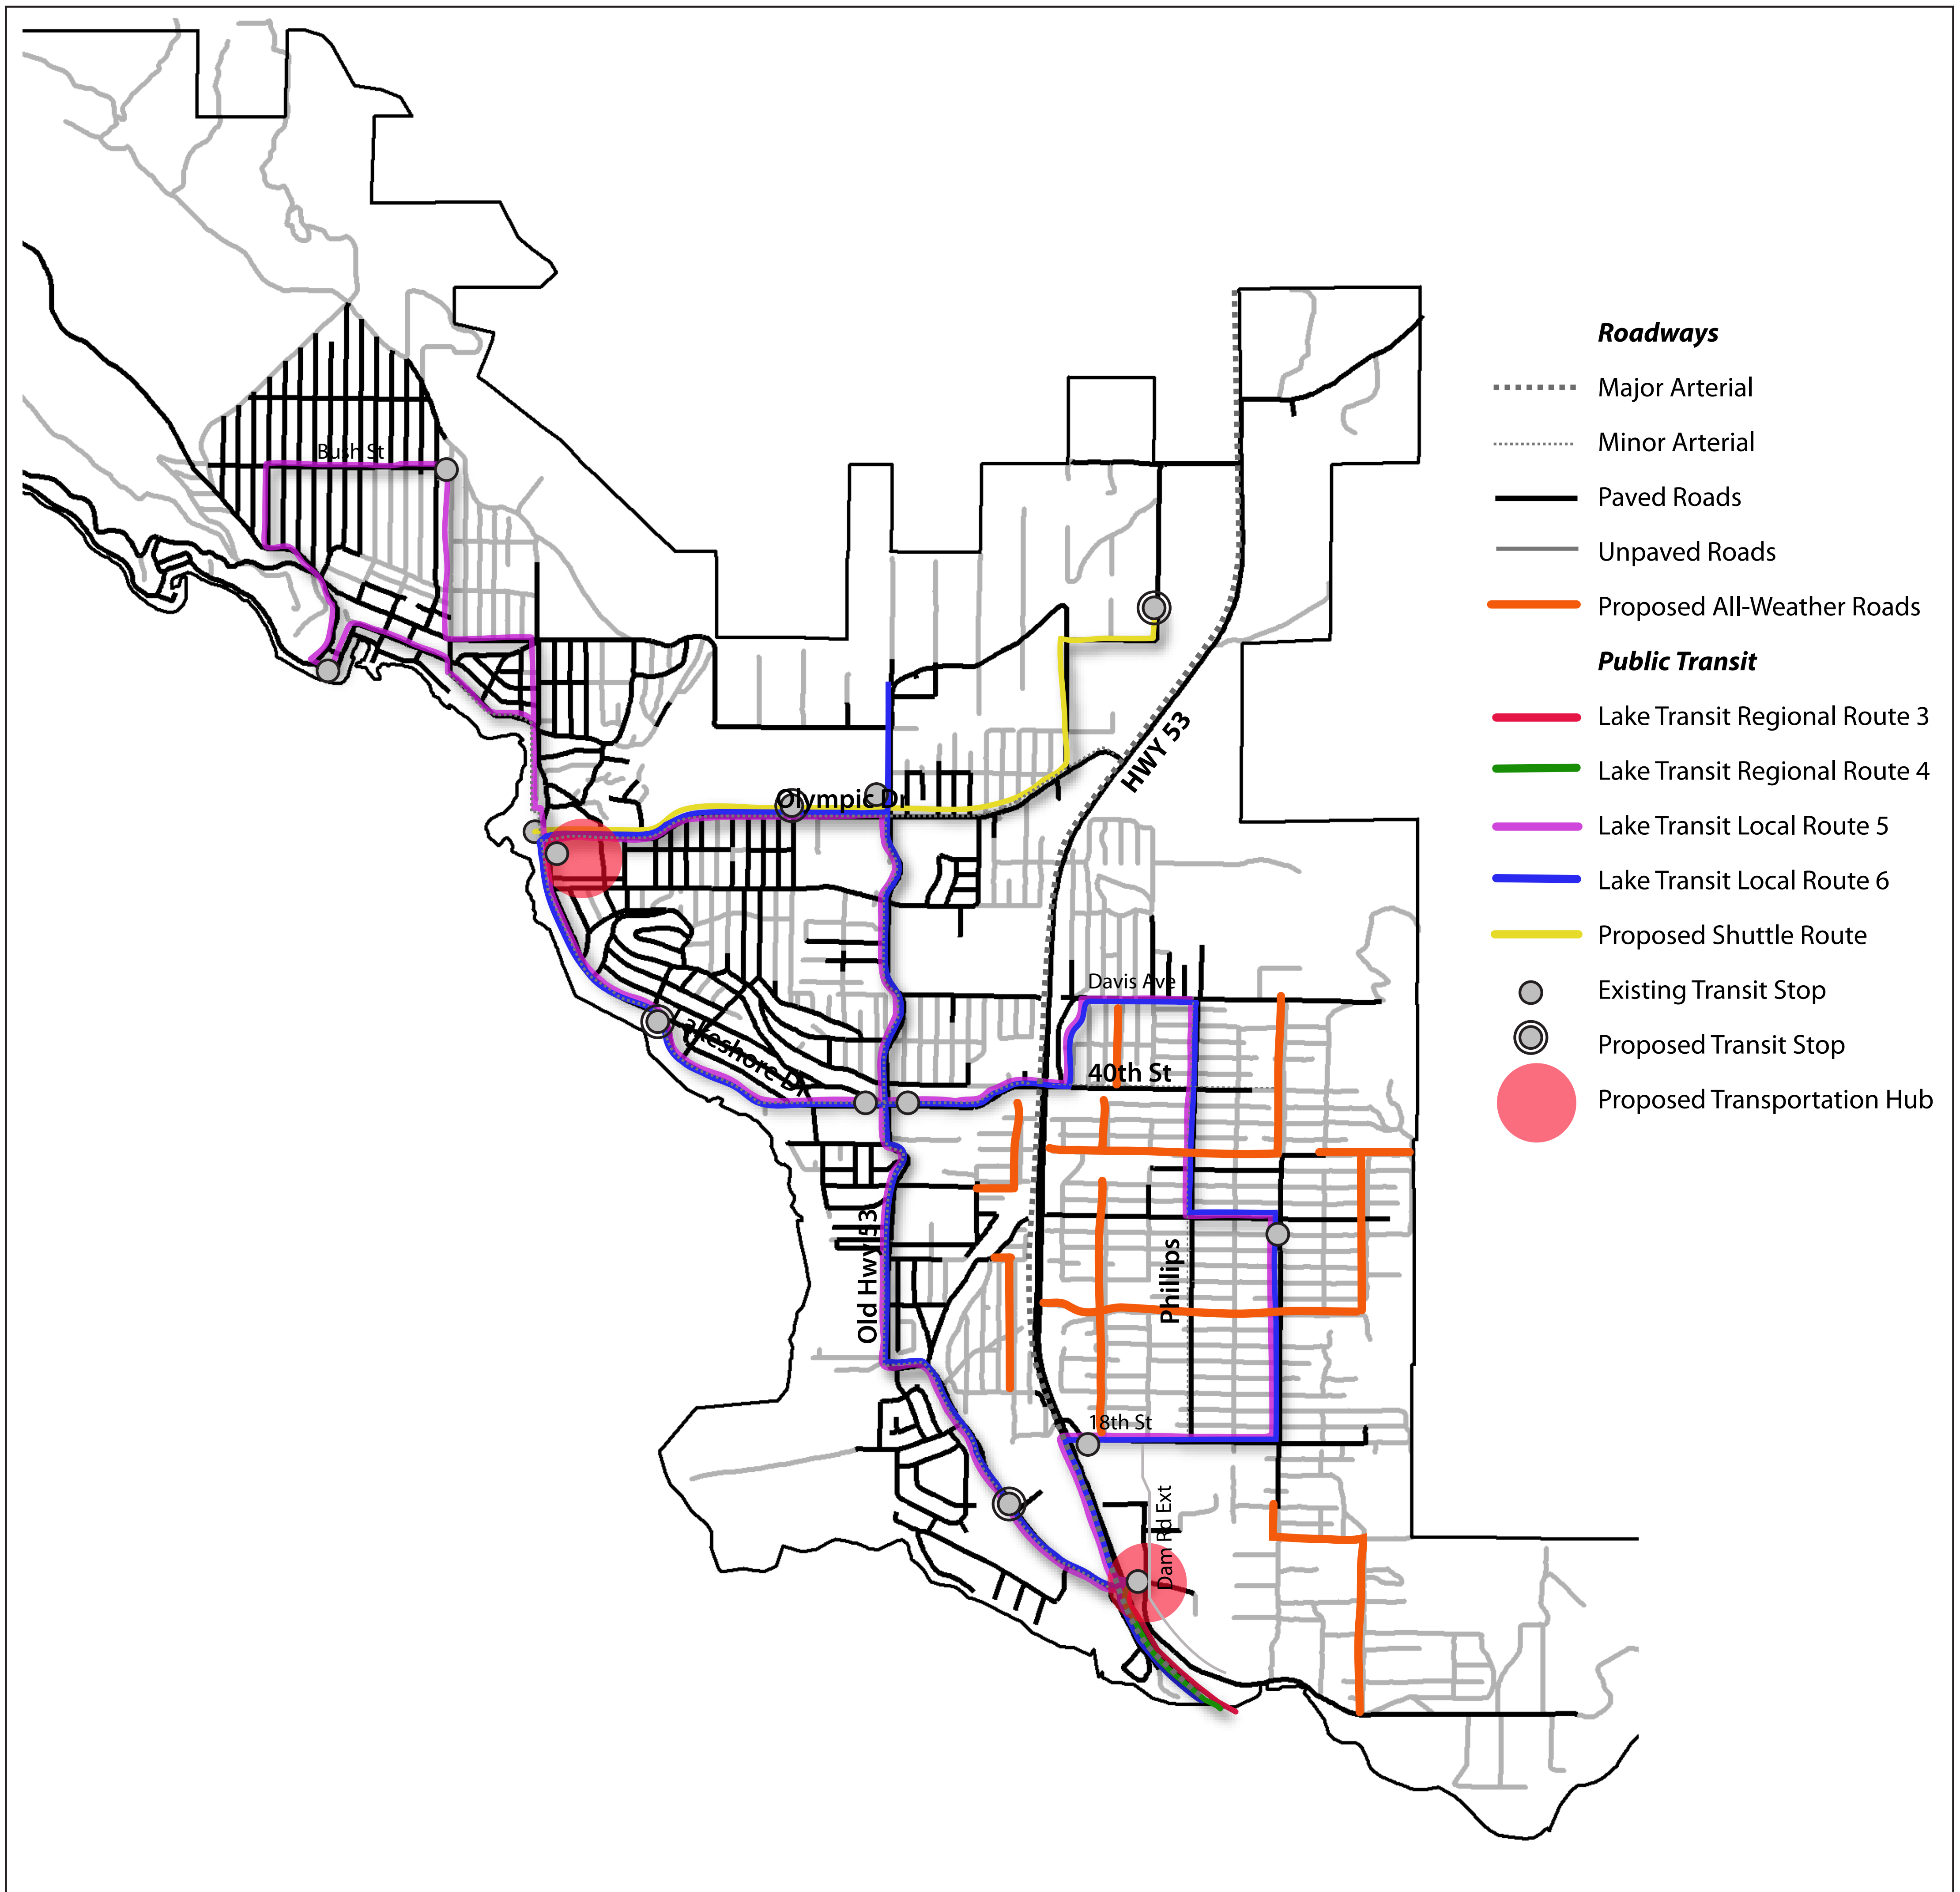 Roadways
Major Arterial
Minor Arterial
Paved Roads
Unpaved Roads
Proposed All-Weather Roads
Public Transit
Lake Transit Regional Route 3
Lake Transit Regional Route 4
Lake Transit Local Route 5
Lake Transit Local Route 6
Proposed Shuttle Route
Existing Transit Stop
Proposed Transit Stop
Proposed Transportation Hub
Bush St
HWY 53
Olympic Dr
Davis Ave
Lakeshore Dr
40th St
Old Hwy 53
Phillips
18th St
Dam Rd Ext